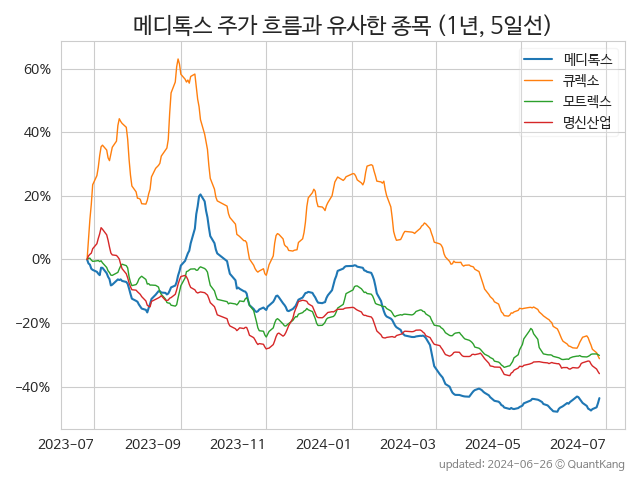 메디톡스 주가 흐름과 유사한 종목 (1년, 5일선)
메디톡스
큐렉소
모트렉스
명신산업
60%
40%
20%
0%
−20%
−40%
2023-07 2023-09 2023-11 2024-01 2024-03 2024-05 2024-07
updated: 2024-06-26 © QuantKang